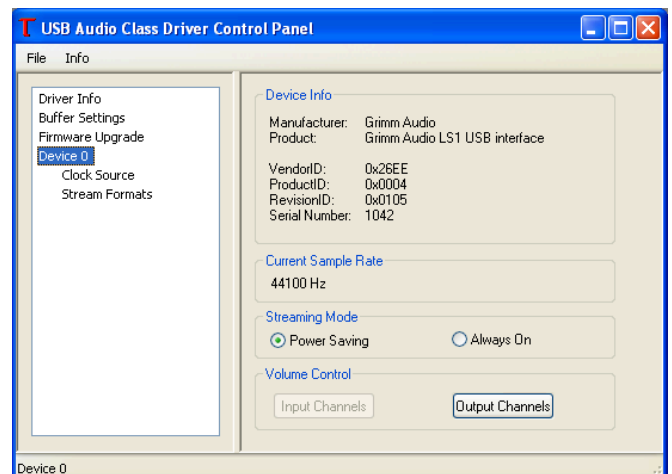 T USB Audio Class Driver Control Panel
File Info
Driver Info
Buffer Settings
Firmware Upgrade
Device 0
Clock Source
Stream Formats
Device Info
Manufacturer: Grimm Audio
Product: Grimm Audio LS1 USB interface
VendorID: 0x26EE
ProductID: 0x0004
RevisionID: 0x0105
Serial Number: 1042
Current Sample Rate
44100 Hz
Streaming Mode
Power Saving Always On
Volume Control
Input Channels Output Channels
Device 0